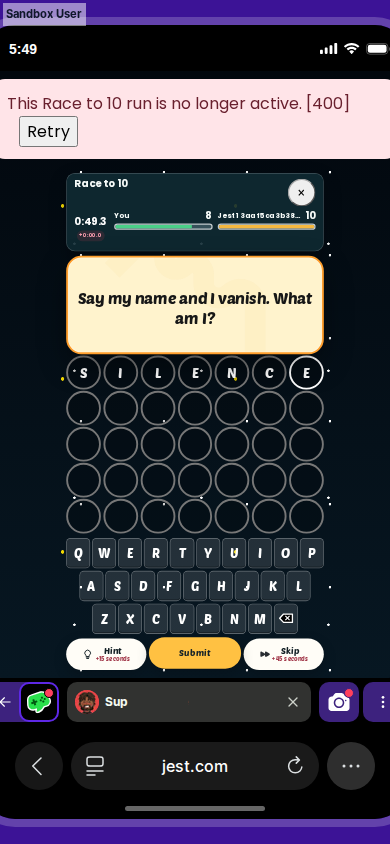 Sandbox User
5:49
This Race to 10 run is no longer active. [400]
Retry
Race to 10
×
0:49.3
+0:00.0
You 8
10
Say my name and I vanish. What
am I?
S I L E N C E
Q W E R T Y U I O P
A S D F G H J K L
Z X C V B N M
Hint
+15 seconds
Submit
Skip
+45 seconds
Sup
jest.com